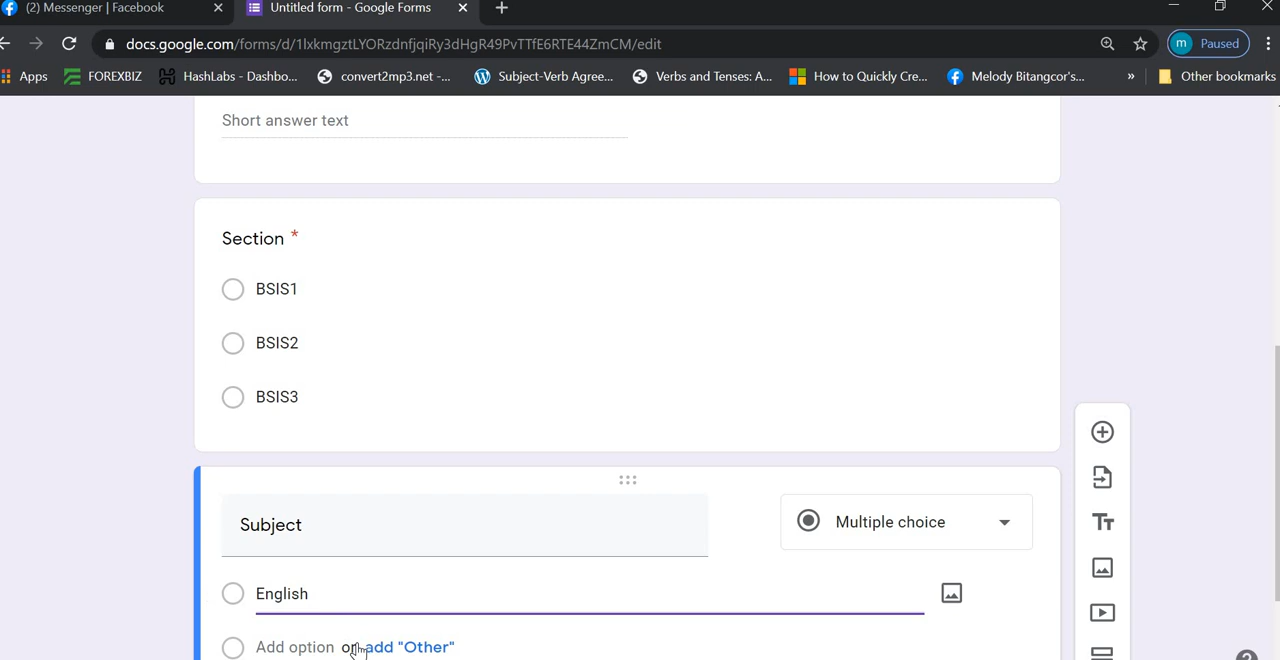 (2) Messenger | Facebook
Untitled form - Google Forms
docs.google.com/forms/d/1lxkmgztLYORzdnfjqiRy3dHgR49PvTTfE6RTE44ZmCM/edit
m Paused
Apps FOREXBIZ HashLabs - Dashbo... convert2mp3.net -... Subject-Verb Agree... Verbs and Tenses: A... How to Quickly Cre... Melody Bitangcor's... » Other bookmarks
Short answer text
Section *
BSIS1
BSIS2
BSIS3
Subject
Multiple choice
Tт
English
Add option or add "Other"